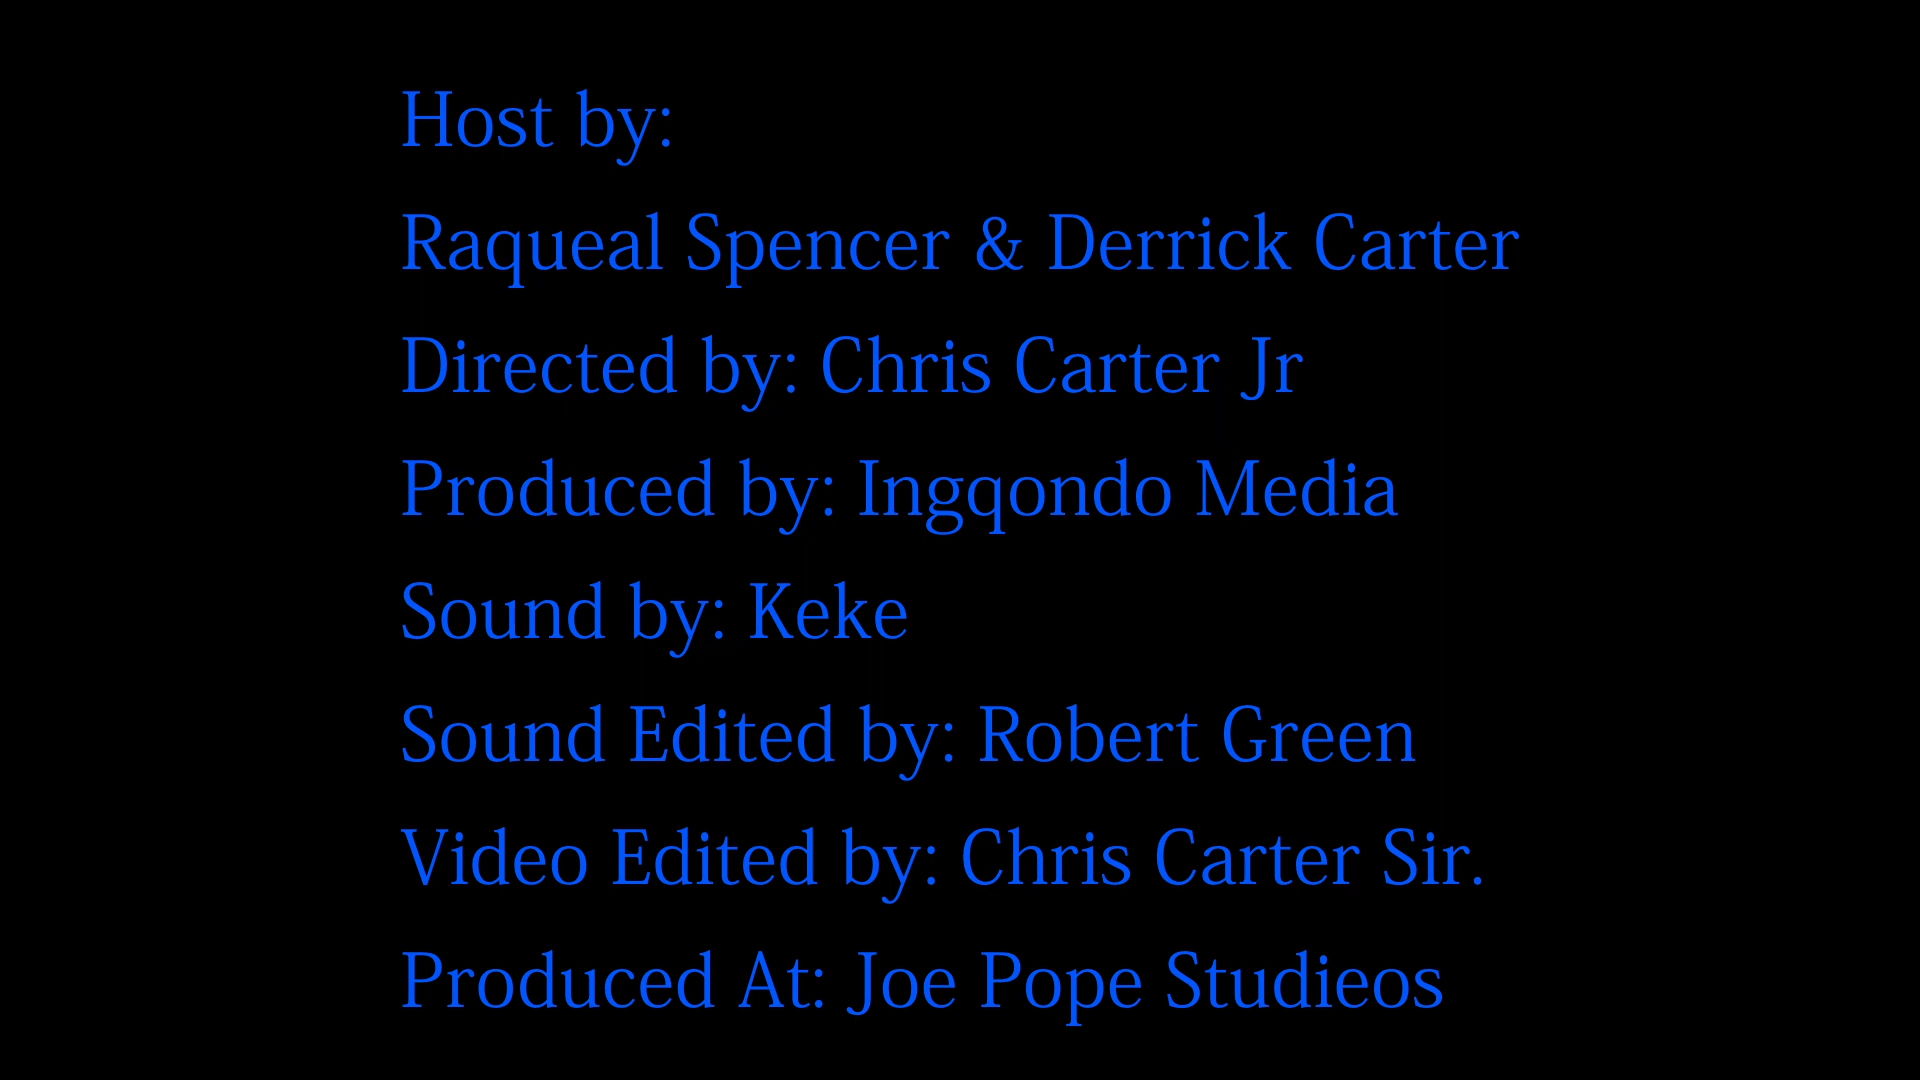 Host by:
Raqueal Spencer & Derrick Carter
Directed by: Chris Carter Jr
Produced by: Ingqondo Media
Sound by: Keke
Sound Edited by: Robert Green
Video Edited by: Chris Carter Sir.
Produced At: Joe Pope Studieos